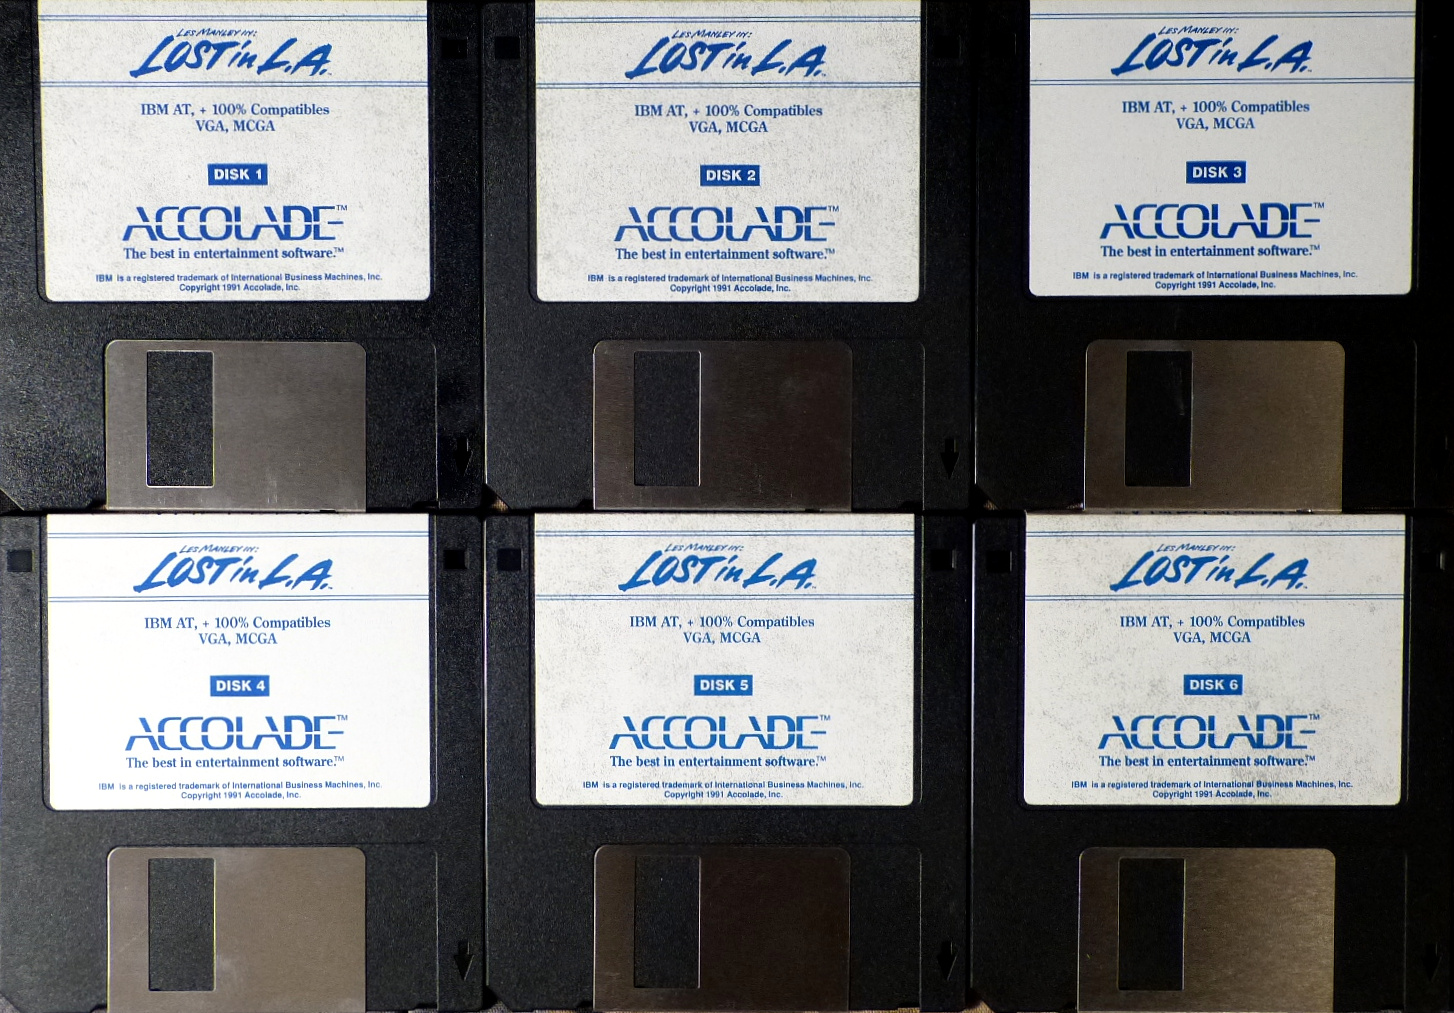 LES MANLEY IN:
LOST in L.A.™
IBM AT, + 100% Compatibles
VGA, MCGA
DISK 1
ACCOLADE™
The best in entertainment software.™
IBM is a registered trademark of International Business Machines, Inc.
Copyright 1991 Accolade, Inc.
LES MANLEY IN:
LOST in L.A.™
IBM AT, + 100% Compatibles
VGA, MCGA
DISK 2
ACCOLADE™
The best in entertainment software.™
IBM is a registered trademark of International Business Machines, Inc.
Copyright 1991 Accolade, Inc.
LES MANLEY IN:
LOST in L.A.™
IBM AT, + 100% Compatibles
VGA, MCGA
DISK 3
ACCOLADE™
The best in entertainment software.™
IBM is a registered trademark of International Business Machines, Inc.
Copyright 1991 Accolade, Inc.
LES MANLEY IN:
LOST in L.A.™
IBM AT, + 100% Compatibles
VGA, MCGA
DISK 4
ACCOLADE™
The best in entertainment software.™
IBM is a registered trademark of International Business Machines, Inc.
Copyright 1991 Accolade, Inc.
LES MANLEY IN:
LOST in L.A.™
IBM AT, + 100% Compatibles
VGA, MCGA
DISK 5
ACCOLADE™
The best in entertainment software.™
IBM is a registered trademark of International Business Machines, Inc.
Copyright 1991 Accolade, Inc.
LES MANLEY IN:
LOST in L.A.™
IBM AT, + 100% Compatibles
VGA, MCGA
DISK 6
ACCOLADE™
The best in entertainment software.™
IBM is a registered trademark of International Business Machines, Inc.
Copyright 1991 Accolade, Inc.